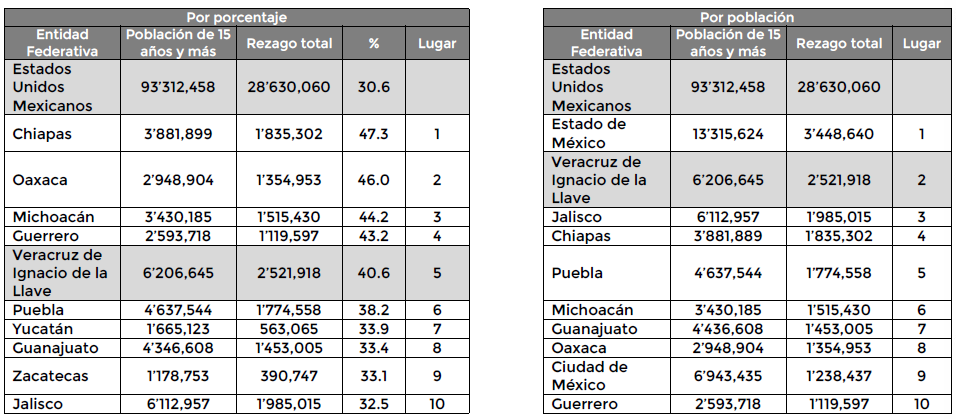 Por porcentaje
Entidad Federativa | Población de 15 años y más | Rezago total | % | Lugar
Estados Unidos Mexicanos | 93’312,458 | 28’630,060 | 30.6
Chiapas | 3’881,899 | 1’835,302 | 47.3 | 1
Oaxaca | 2’948,904 | 1’354,953 | 46.0 | 2
Michoacán | 3’430,185 | 1’515,430 | 44.2 | 3
Guerrero | 2’593,718 | 1’119,597 | 43.2 | 4
Veracruz de Ignacio de la Llave | 6’206,645 | 2’521,918 | 40.6 | 5
Puebla | 4’637,544 | 1’774,558 | 38.2 | 6
Yucatán | 1’665,123 | 563,065 | 33.9 | 7
Guanajuato | 4’346,608 | 1’453,005 | 33.4 | 8
Zacatecas | 1’178,753 | 390,747 | 33.1 | 9
Jalisco | 6’112,957 | 1’985,015 | 32.5 | 10
Por población
Entidad Federativa | Población de 15 años y más | Rezago total | Lugar
Estados Unidos Mexicanos | 93’312,458 | 28’630,060
Estado de México | 13’315,624 | 3’448,640 | 1
Veracruz de Ignacio de la Llave | 6’206,645 | 2’521,918 | 2
Jalisco | 6’112,957 | 1’985,015 | 3
Chiapas | 3’881,889 | 1’835,302 | 4
Puebla | 4’637,544 | 1’774,558 | 5
Michoacán | 3’430,185 | 1’515,430 | 6
Guanajuato | 4’436,608 | 1’453,005 | 7
Oaxaca | 2’948,904 | 1’354,953 | 8
Ciudad de México | 6’943,435 | 1’238,437 | 9
Guerrero | 2’593,718 | 1’119,597 | 10